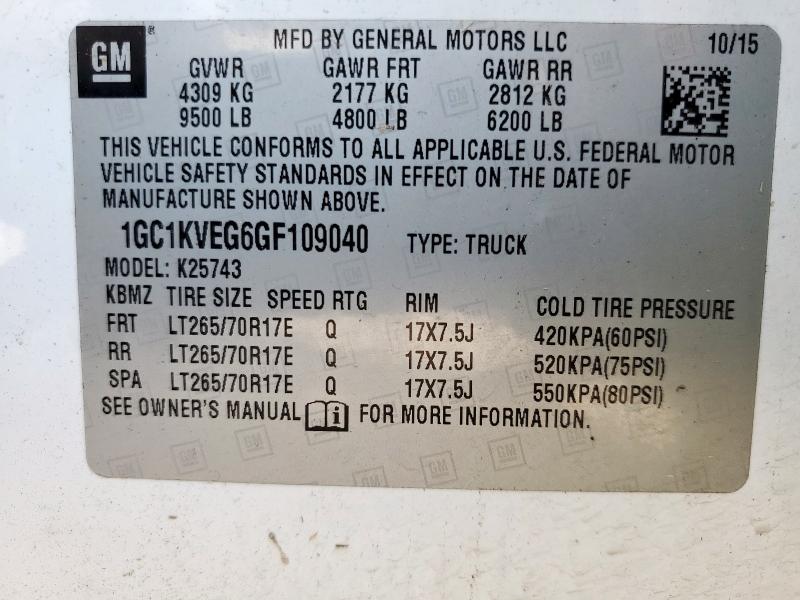 GM® MFD BY GENERAL MOTORS LLC 10/15
GVWR GAWR FRT GAWR RR
4309 KG 2177 KG 2812 KG
9500 LB 4800 LB 6200 LB
THIS VEHICLE CONFORMS TO ALL APPLICABLE U.S. FEDERAL MOTOR
VEHICLE SAFETY STANDARDS IN EFFECT ON THE DATE OF
MANUFACTURE SHOWN ABOVE.
1GC1KVEG6GF109040 TYPE: TRUCK
MODEL: K25743
KBMZ TIRE SIZE SPEED RTG RIM COLD TIRE PRESSURE
FRT LT265/70R17E Q 17X7.5J 420KPA(60PSI)
RR LT265/70R17E Q 17X7.5J 520KPA(75PSI)
SPA LT265/70R17E Q 17X7.5J 550KPA(80PSI)
SEE OWNER'S MANUAL i FOR MORE INFORMATION.